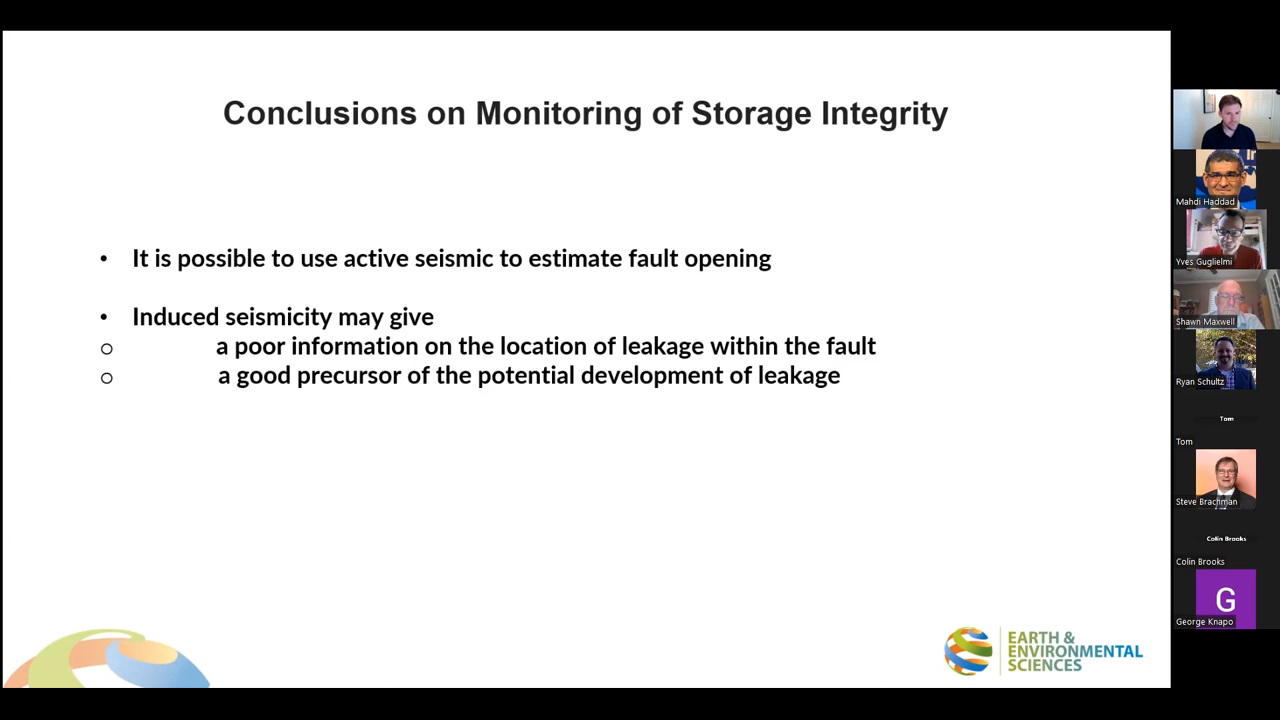 Conclusions on Monitoring of Storage Integrity
• It is possible to use active seismic to estimate fault opening
• Induced seismicity may give
o a poor information on the location of leakage within the fault
o a good precursor of the potential development of leakage
EARTH &
ENVIRONMENTAL
SCIENCES
Mahdi Haddad
Yves Guglielmi
Shawn Maxwell
Ryan Schultz
Tom
Tom
Steve Brachman
Colin Brooks
Colin Brooks
G
George Knapo